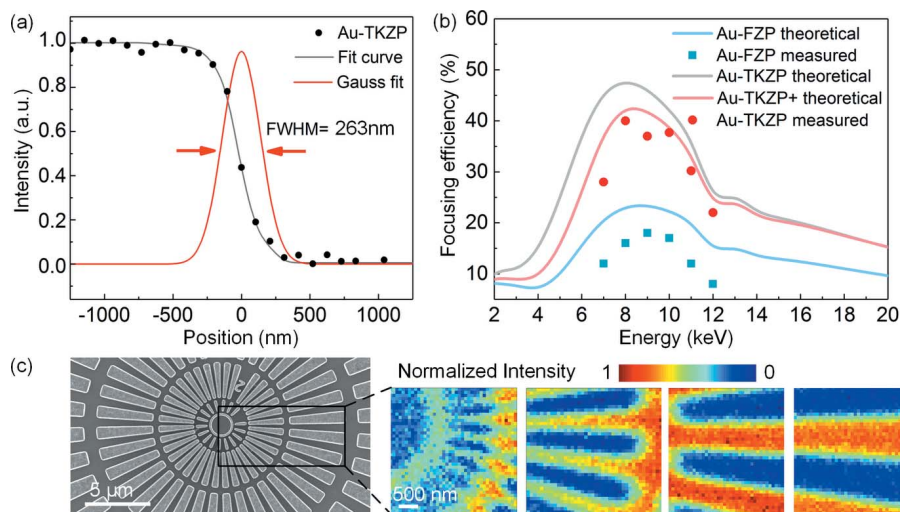 (a)
1.0
0.8
0.6
0.4
0.2
0.0
Intensity (a.u.)
Au-TKZP
Fit curve
Gauss fit
FWHM= 263nm
-1000
-500
0
500
1000
Position (nm)
(b)
60
50
40
30
20
10
Focusing efficiency (%)
Au-FZP theoretical
Au-FZP measured
Au-TKZP theoretical
Au-TKZP+ theoretical
Au-TKZP measured
2
4
6
8
10
12
14
16
18
20
Energy (keV)
(c)
5 µm
Normalized Intensity
1
0
500 nm